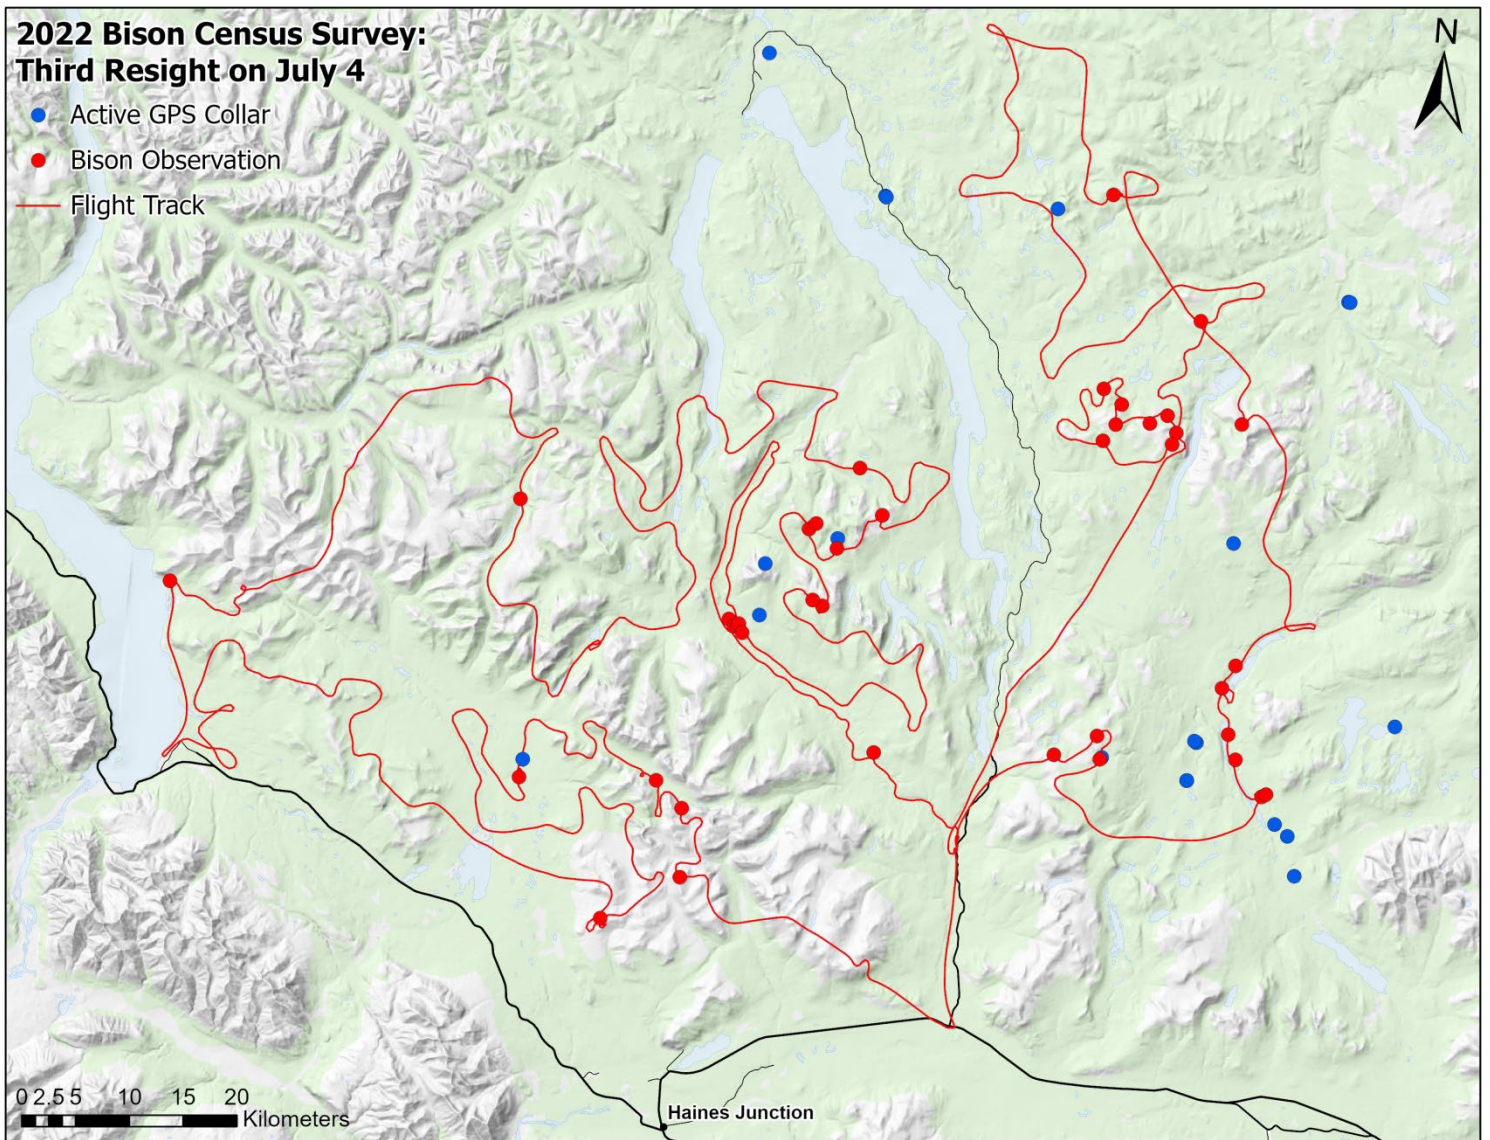 2022 Bison Census Survey:
Third Resight on July 4
Active GPS Collar
Bison Observation
Flight Track
N
0 2.5 5 10 15 20
Kilometers
Haines Junction